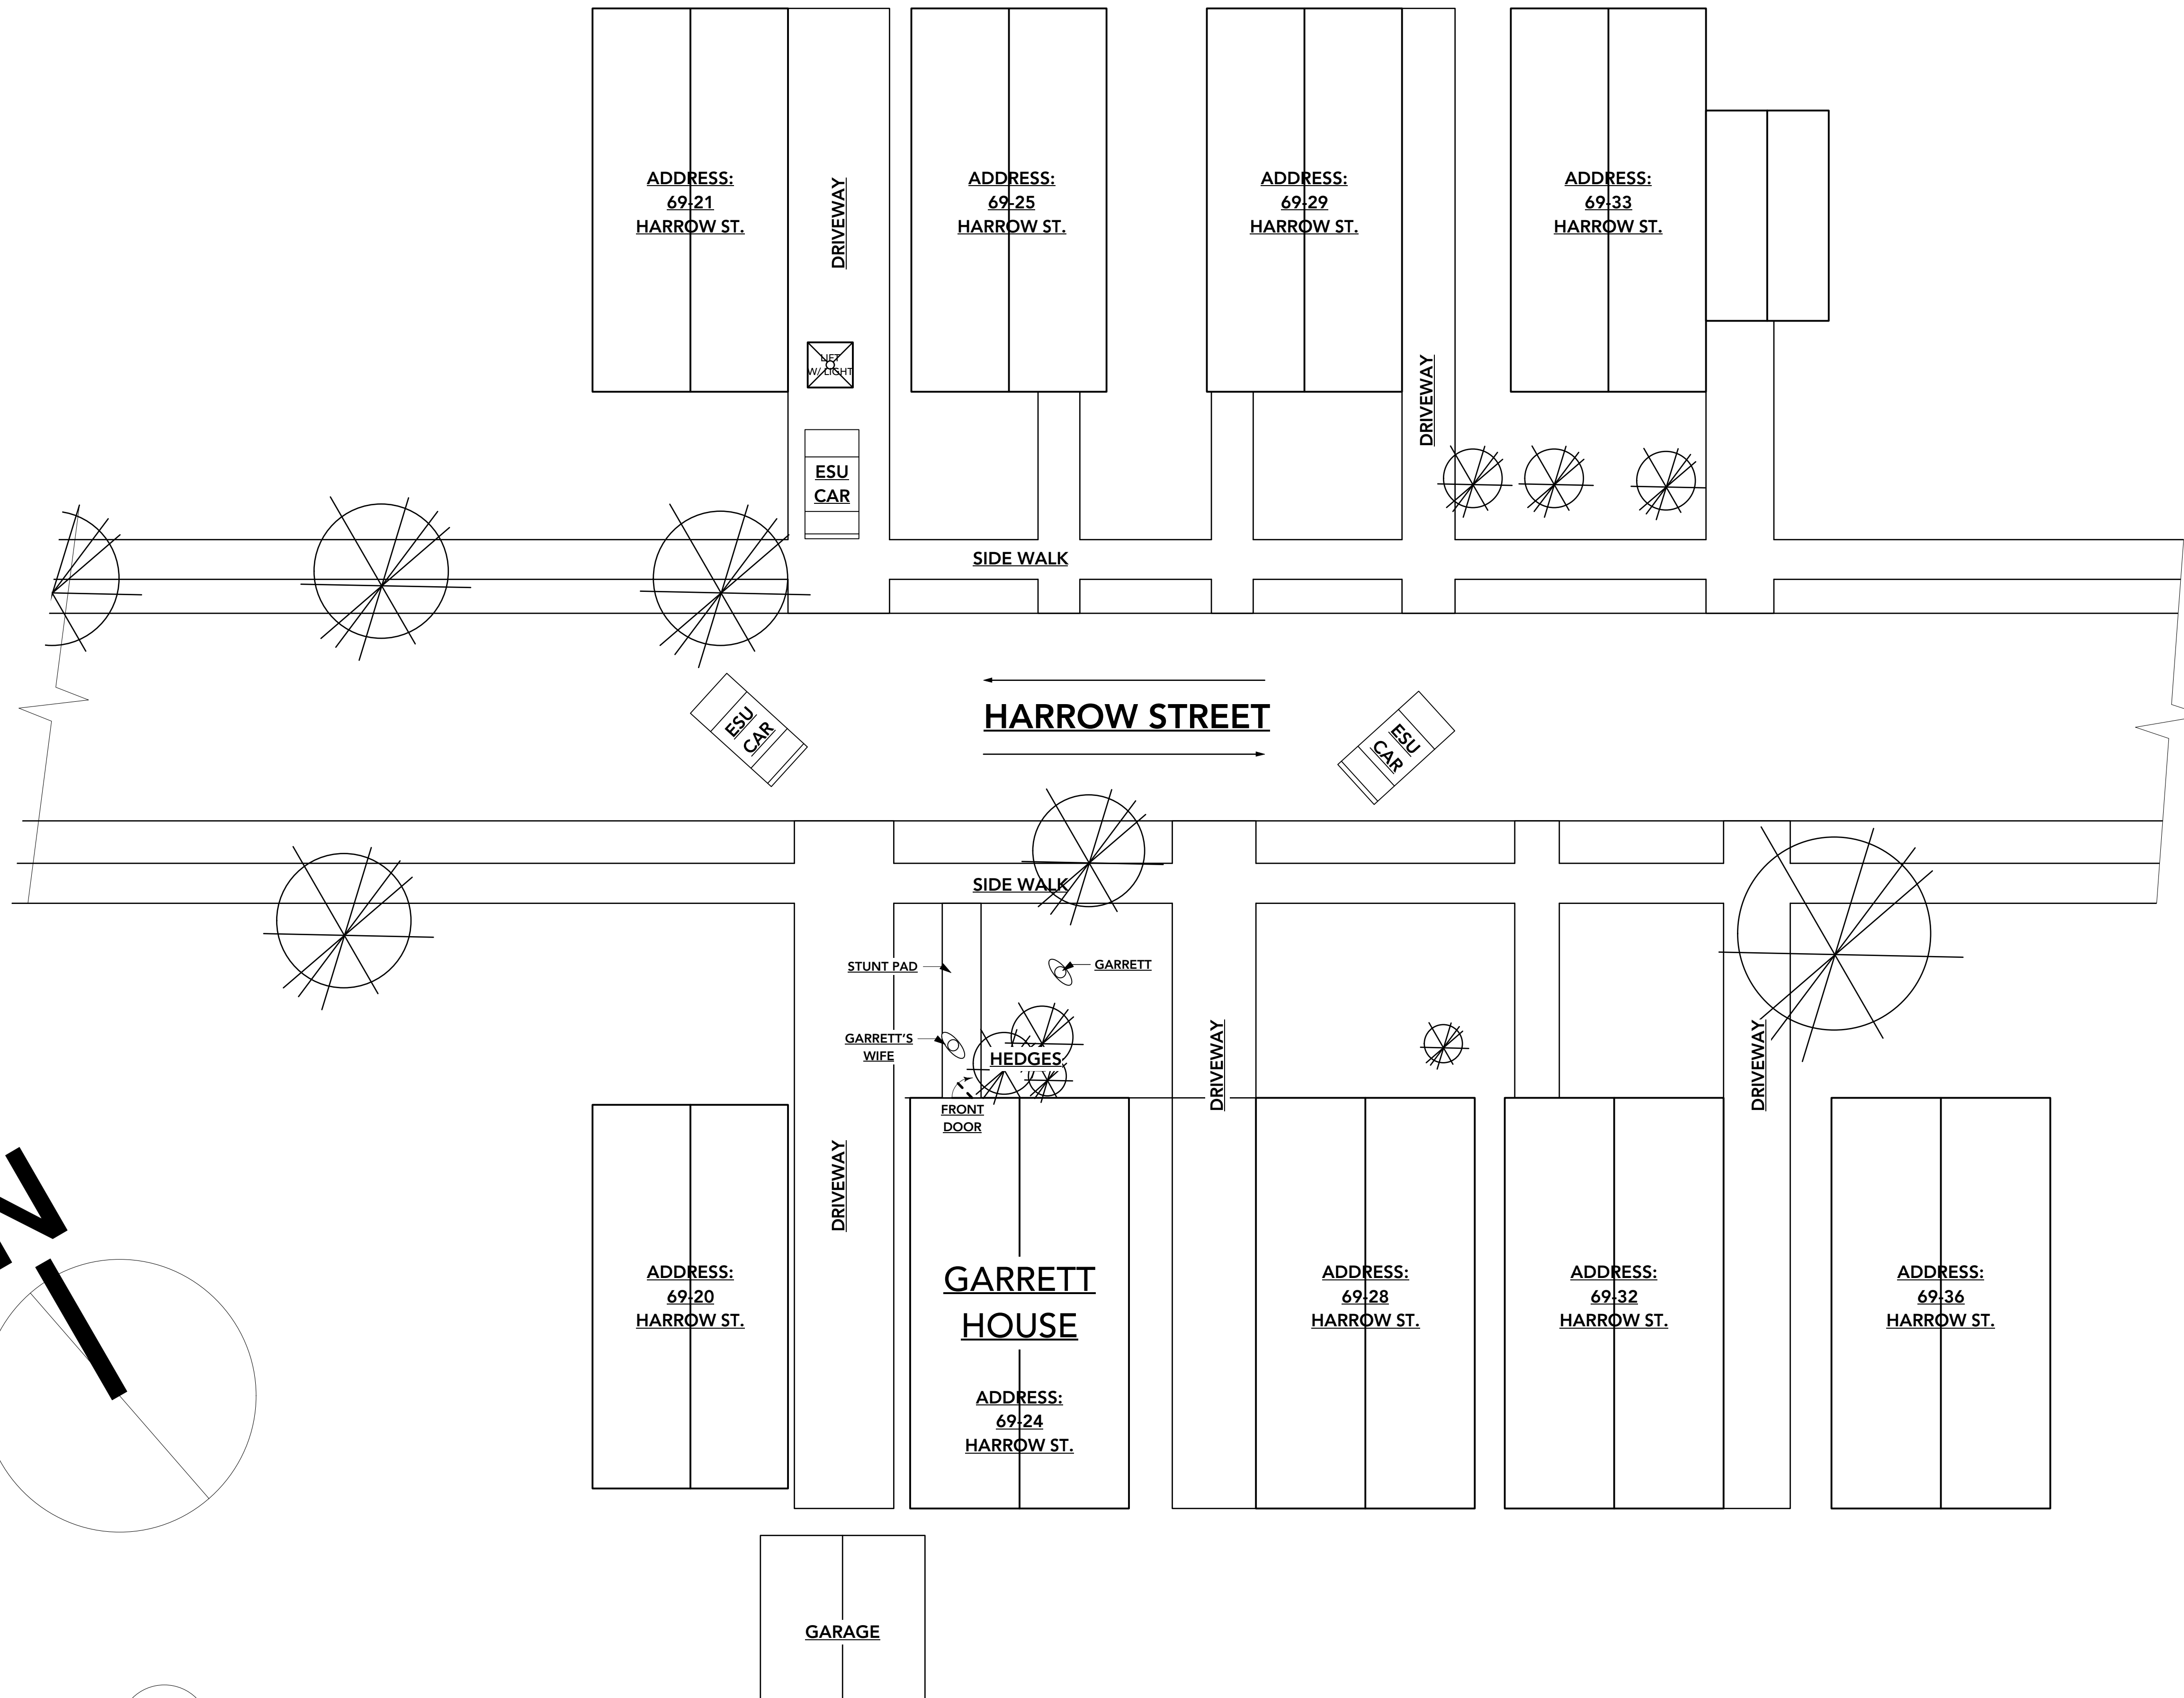 ADDRESS:
69-21
HARROW ST.
DRIVEWAY
ADDRESS:
69-25
HARROW ST.
ADDRESS:
69-29
HARROW ST.
ADDRESS:
69-33
HARROW ST.
LIFT
W/ LIGHT
DRIVEWAY
ESU
CAR
SIDE WALK
ESU
CAR
HARROW STREET
ESU
CAR
SIDE WALK
STUNT PAD
GARRETT
GARRETT'S
WIFE
HEDGES
FRONT
DOOR
DRIVEWAY
DRIVEWAY
DRIVEWAY
N
ADDRESS:
69-20
HARROW ST.
GARRETT
HOUSE
ADDRESS:
69-24
HARROW ST.
ADDRESS:
69-28
HARROW ST.
ADDRESS:
69-32
HARROW ST.
ADDRESS:
69-36
HARROW ST.
GARAGE